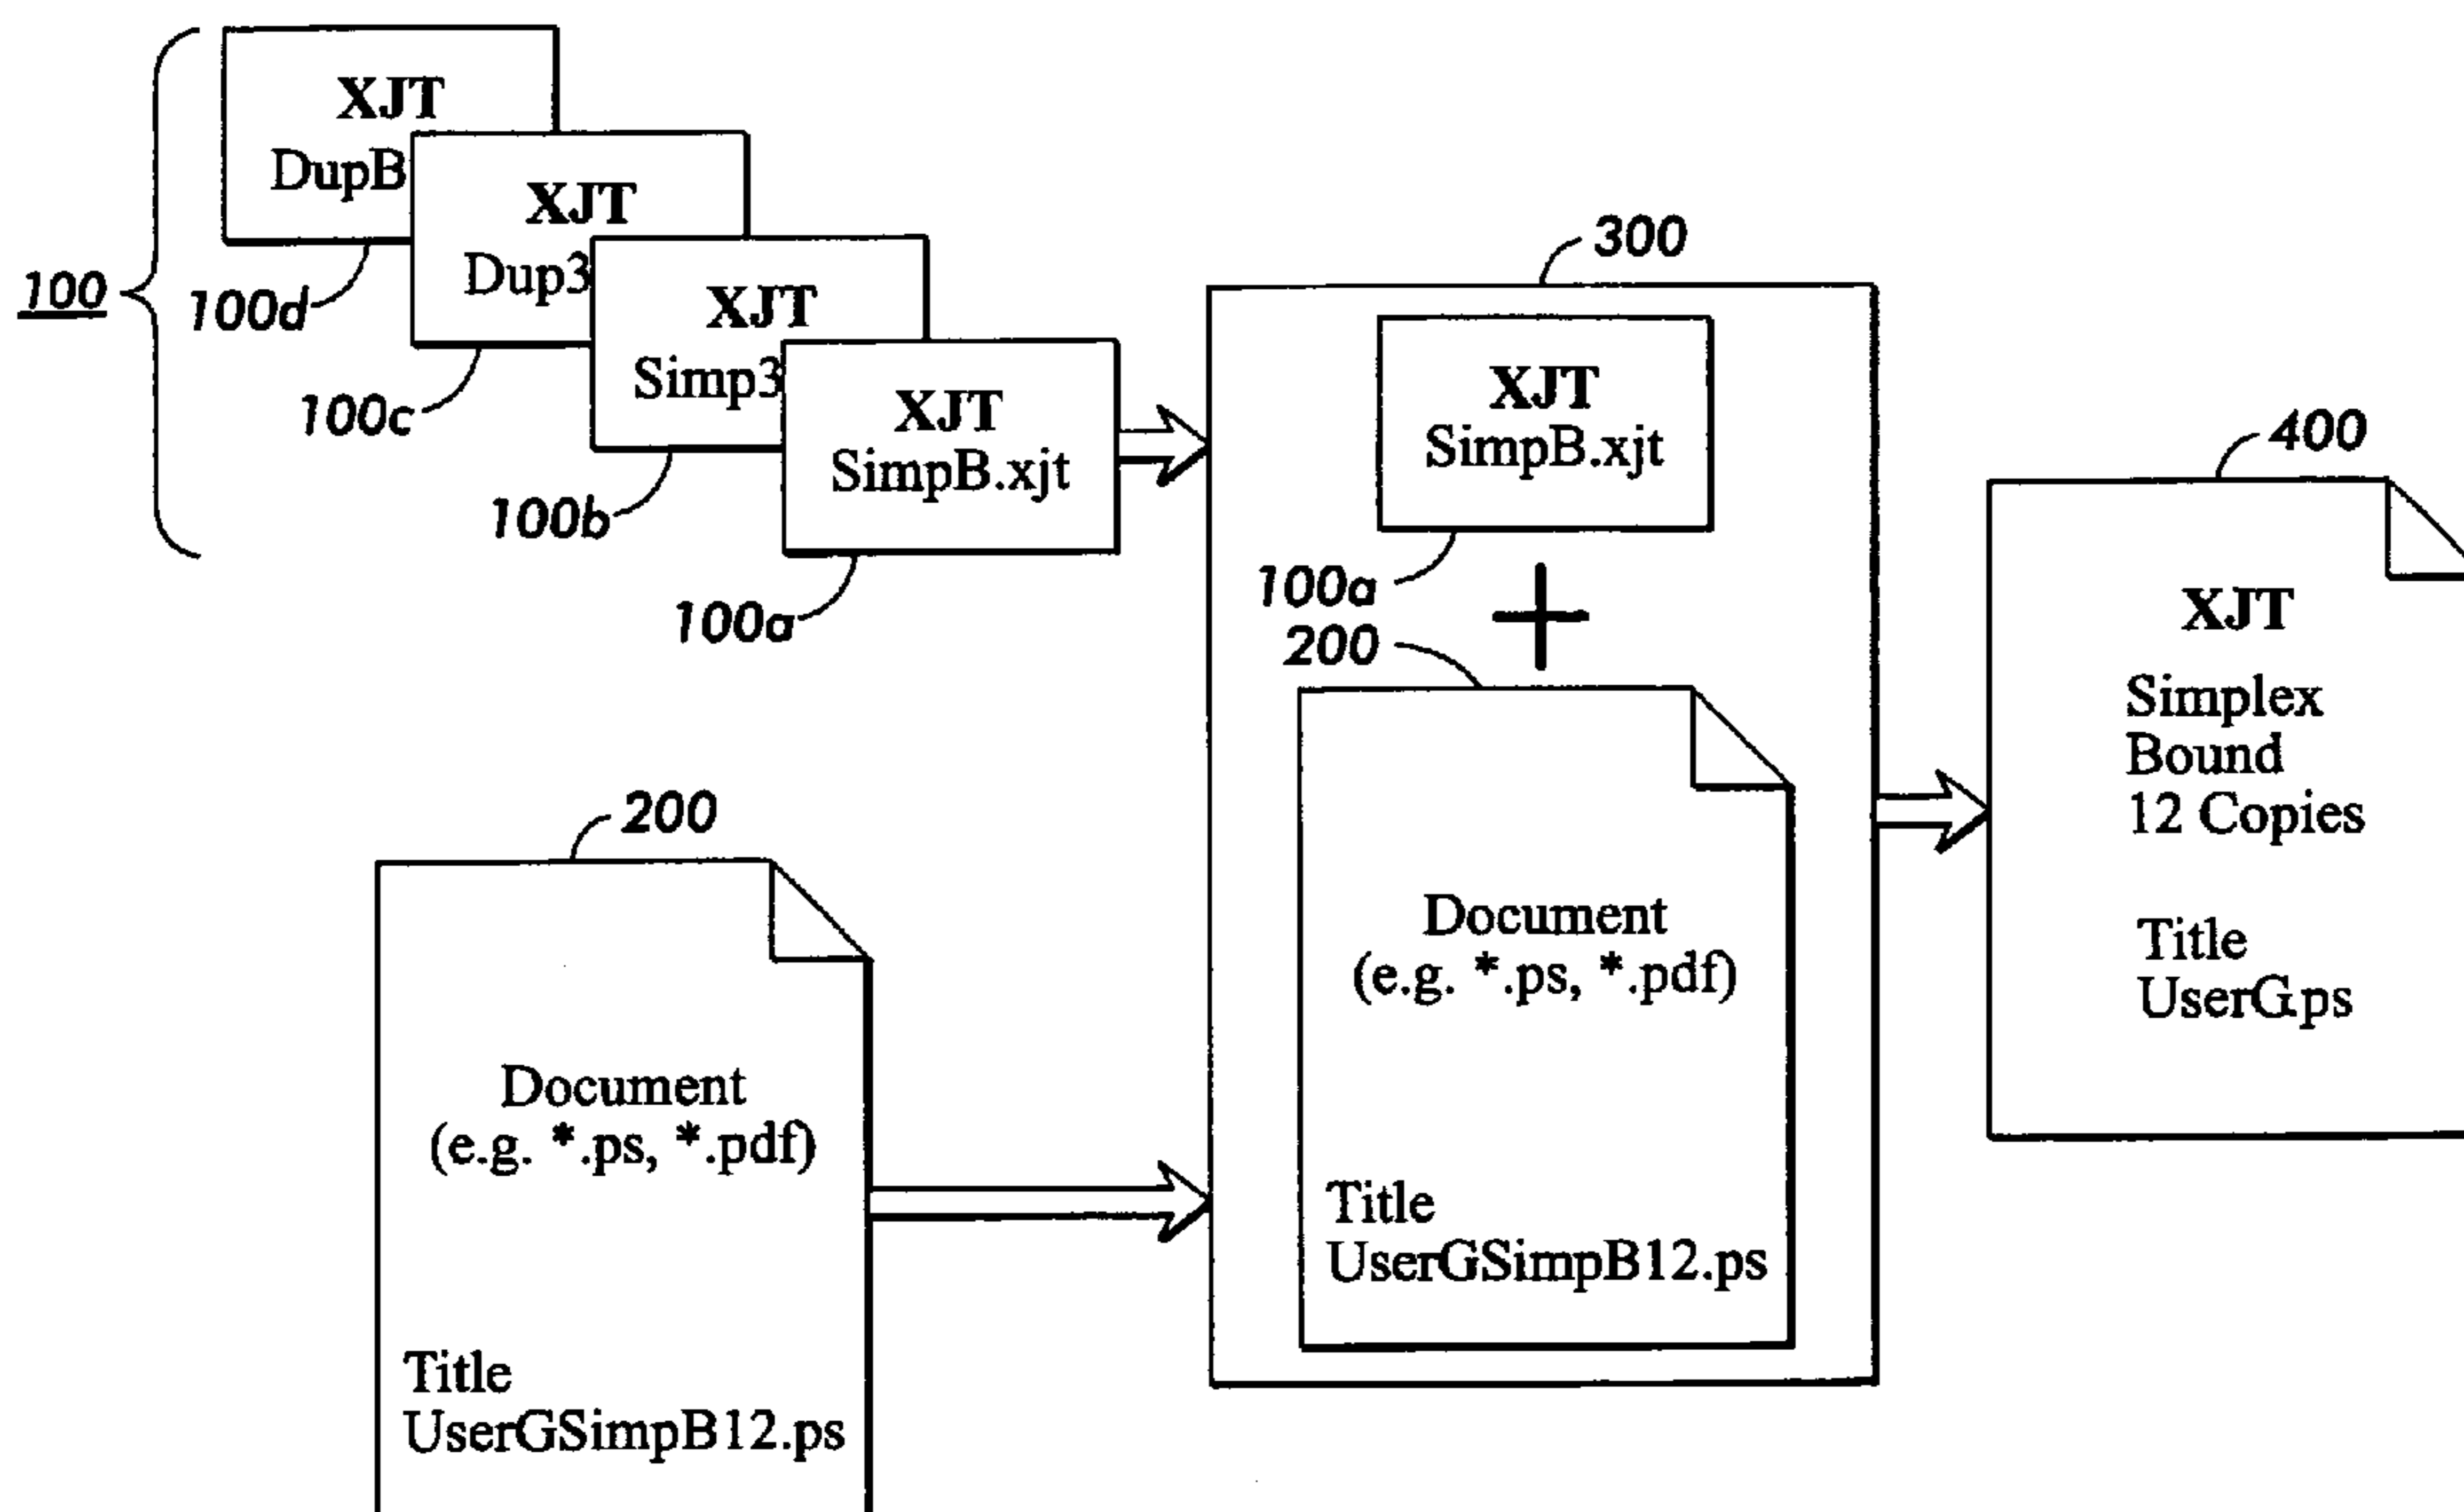 100
XJT
DupB
100d
XJT
Dup3
100c
XJT
Simp3
100b
XJT
SimpB.xjt
100a
300
XJT
SimpB.xjt
100a
200
Document
(e.g. *.ps, *.pdf)
Title
UserGSimpB12.ps
200
Document
(e.g. *.ps, *.pdf)
Title
UserGSimpB12.ps
400
XJT
Simplex
Bound
12 Copies
Title
UserG.ps